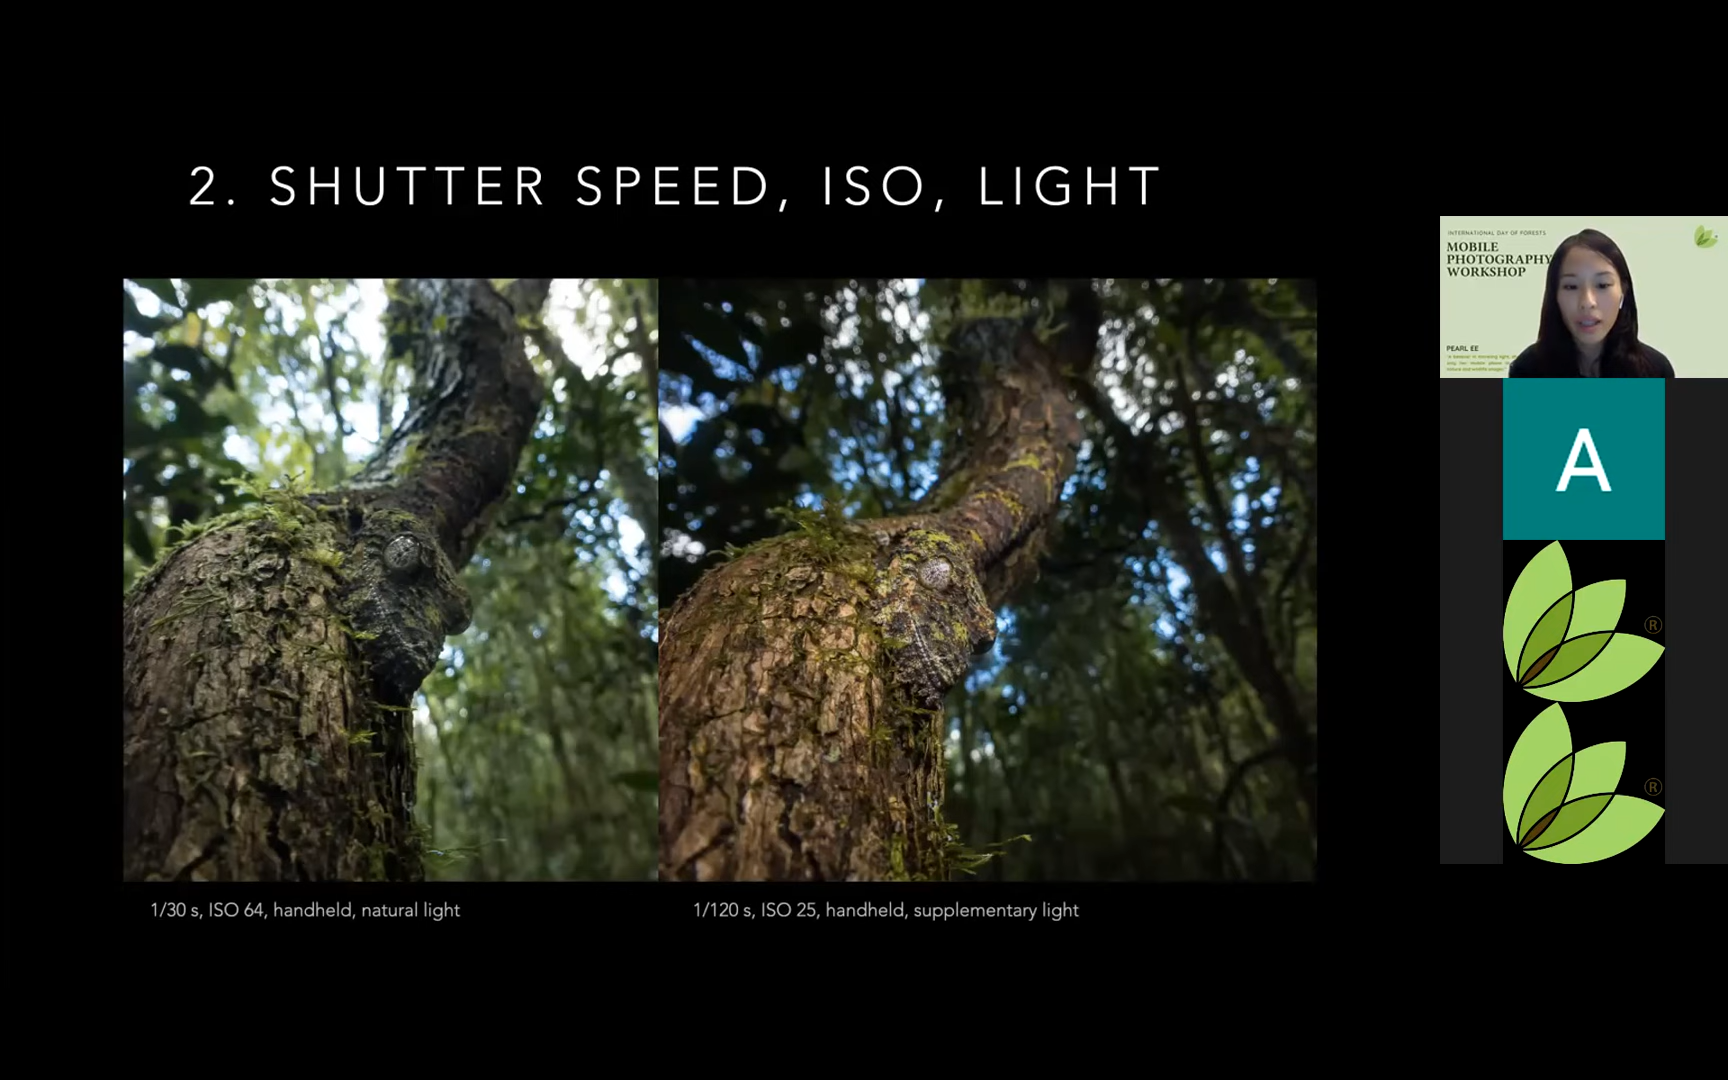 2. SHUTTER SPEED, ISO, LIGHT
1/30 s, ISO 64, handheld, natural light
1/120 s, ISO 25, handheld, supplementary light
INTERNATIONAL DAY OF FORESTS
MOBILE
PHOTOGRAPHY
WORKSHOP
PEARL EE
A
®
®